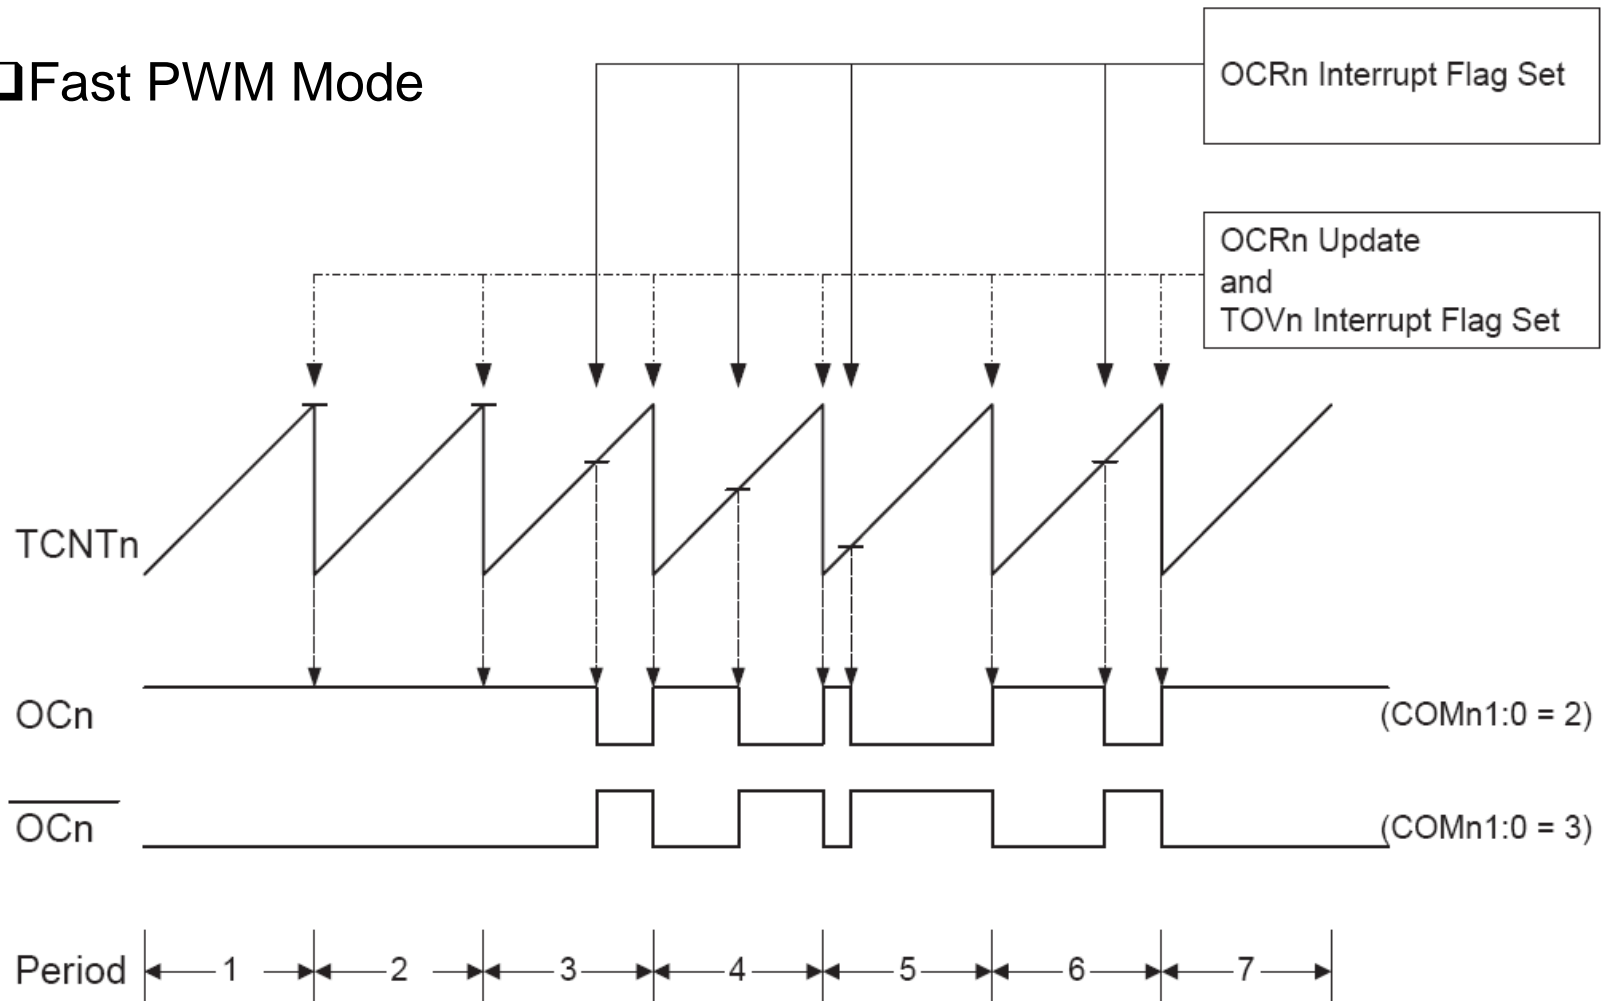 ❑Fast PWM Mode
OCRn Interrupt Flag Set
OCRn Update
and
TOVn Interrupt Flag Set
TCNTn
OCn
(COMn1:0 = 2)
OCn
(COMn1:0 = 3)
Period 1 2 3 4 5 6 7